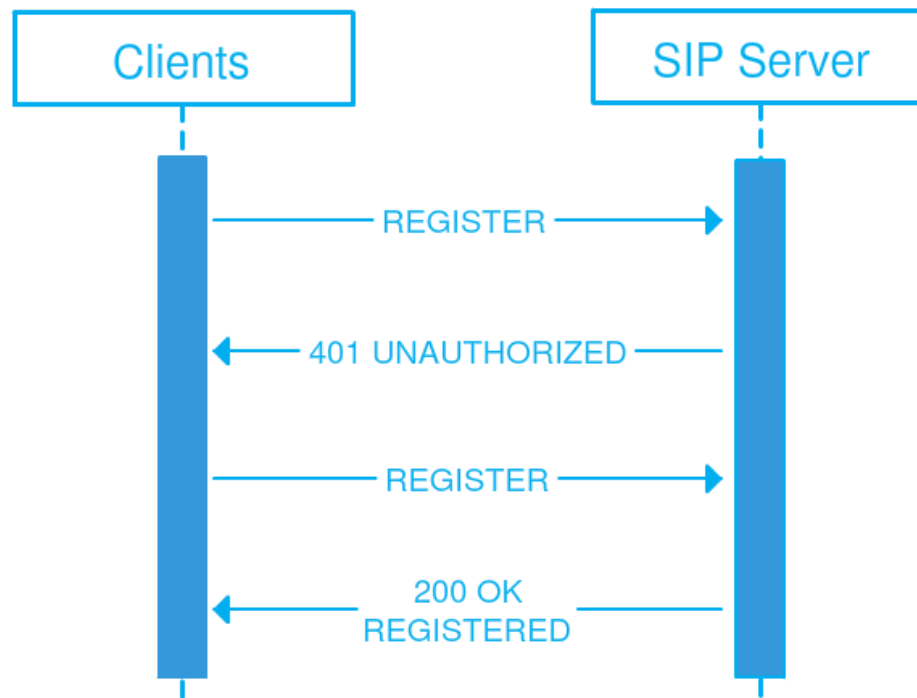 Clients
SIP Server
REGISTER
401 UNAUTHORIZED
REGISTER
200 OK
REGISTERED